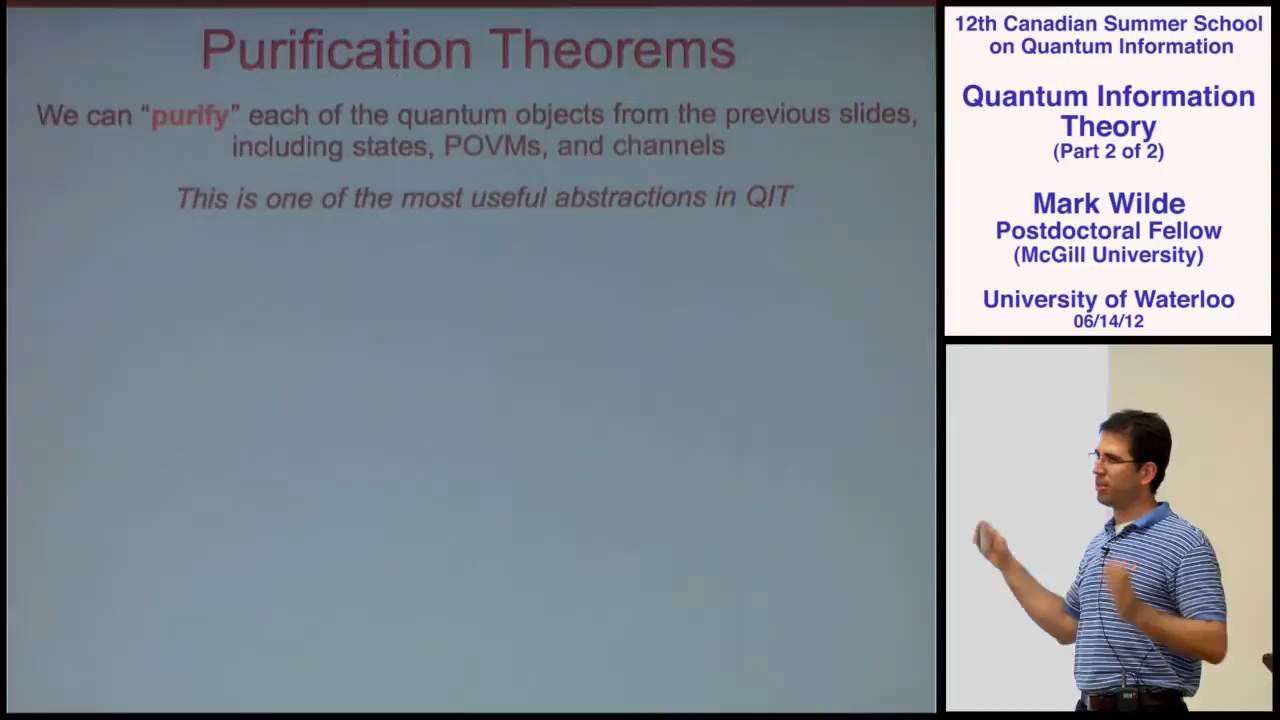 Purification Theorems
We can “purify” each of the quantum objects from the previous slides,
including states, POVMs, and channels
This is one of the most useful abstractions in QIT
12th Canadian Summer School
on Quantum Information
Quantum Information
Theory
(Part 2 of 2)
Mark Wilde
Postdoctoral Fellow
(McGill University)
University of Waterloo
06/14/12